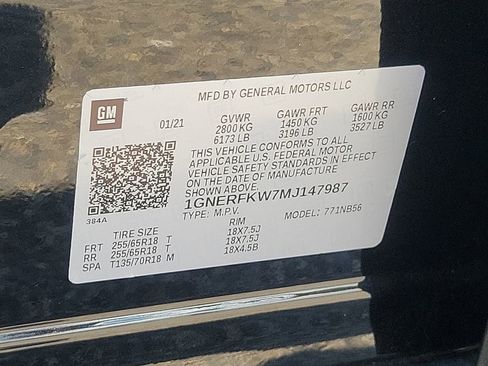 MFD BY GENERAL MOTORS LLC
GM
01/21
GVWR GAWR FRT GAWR RR
2800 KG 1450 KG 1600 KG
6173 LB 3196 LB 3527 LB
THIS VEHICLE CONFORMS TO ALL
APPLICABLE U.S. FEDERAL MOTOR
VEHICLE SAFETY STANDARDS IN EFFECT
ON THE DATE OF MANUFACTURE
SHOWN ABOVE.
1GNERFKW7MJ147987
384A
TYPE: M.P.V. MODEL: 771NB56
TIRE SIZE RIM
FRT 255/65R18 T 18X7.5J
RR 255/65R18 T 18X7.5J
SPA T135/70R18 M 18X4.5B